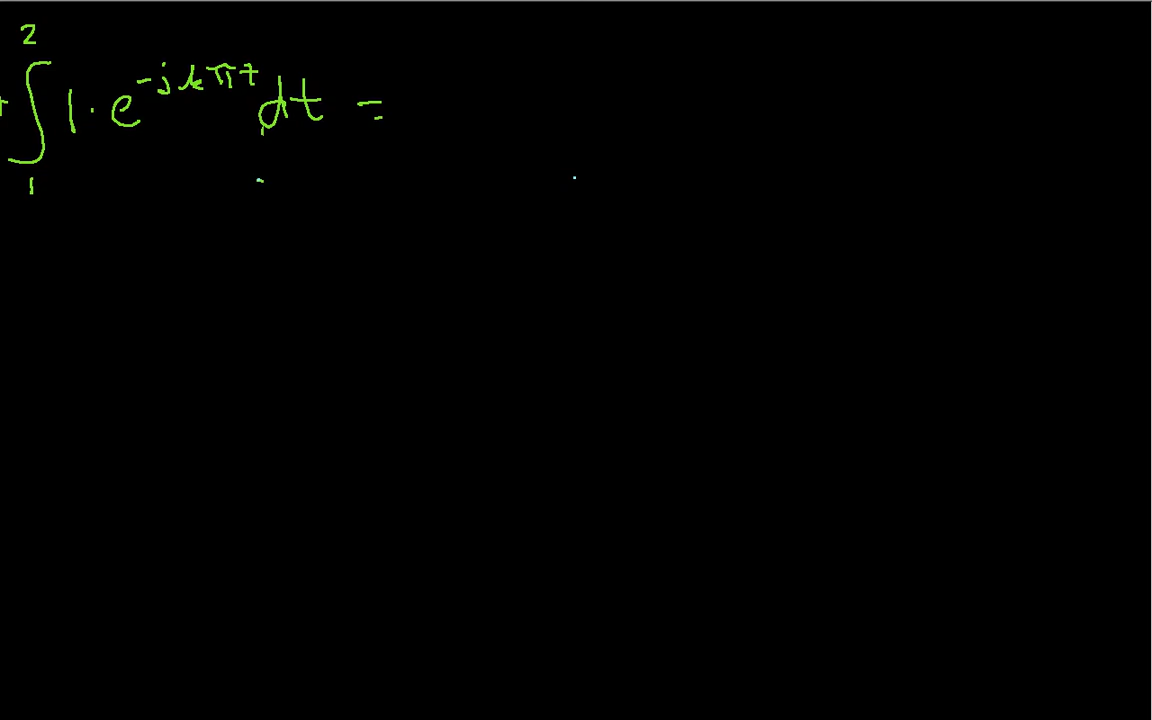 ∫₁² 1 · e^{-jkπt} dt =